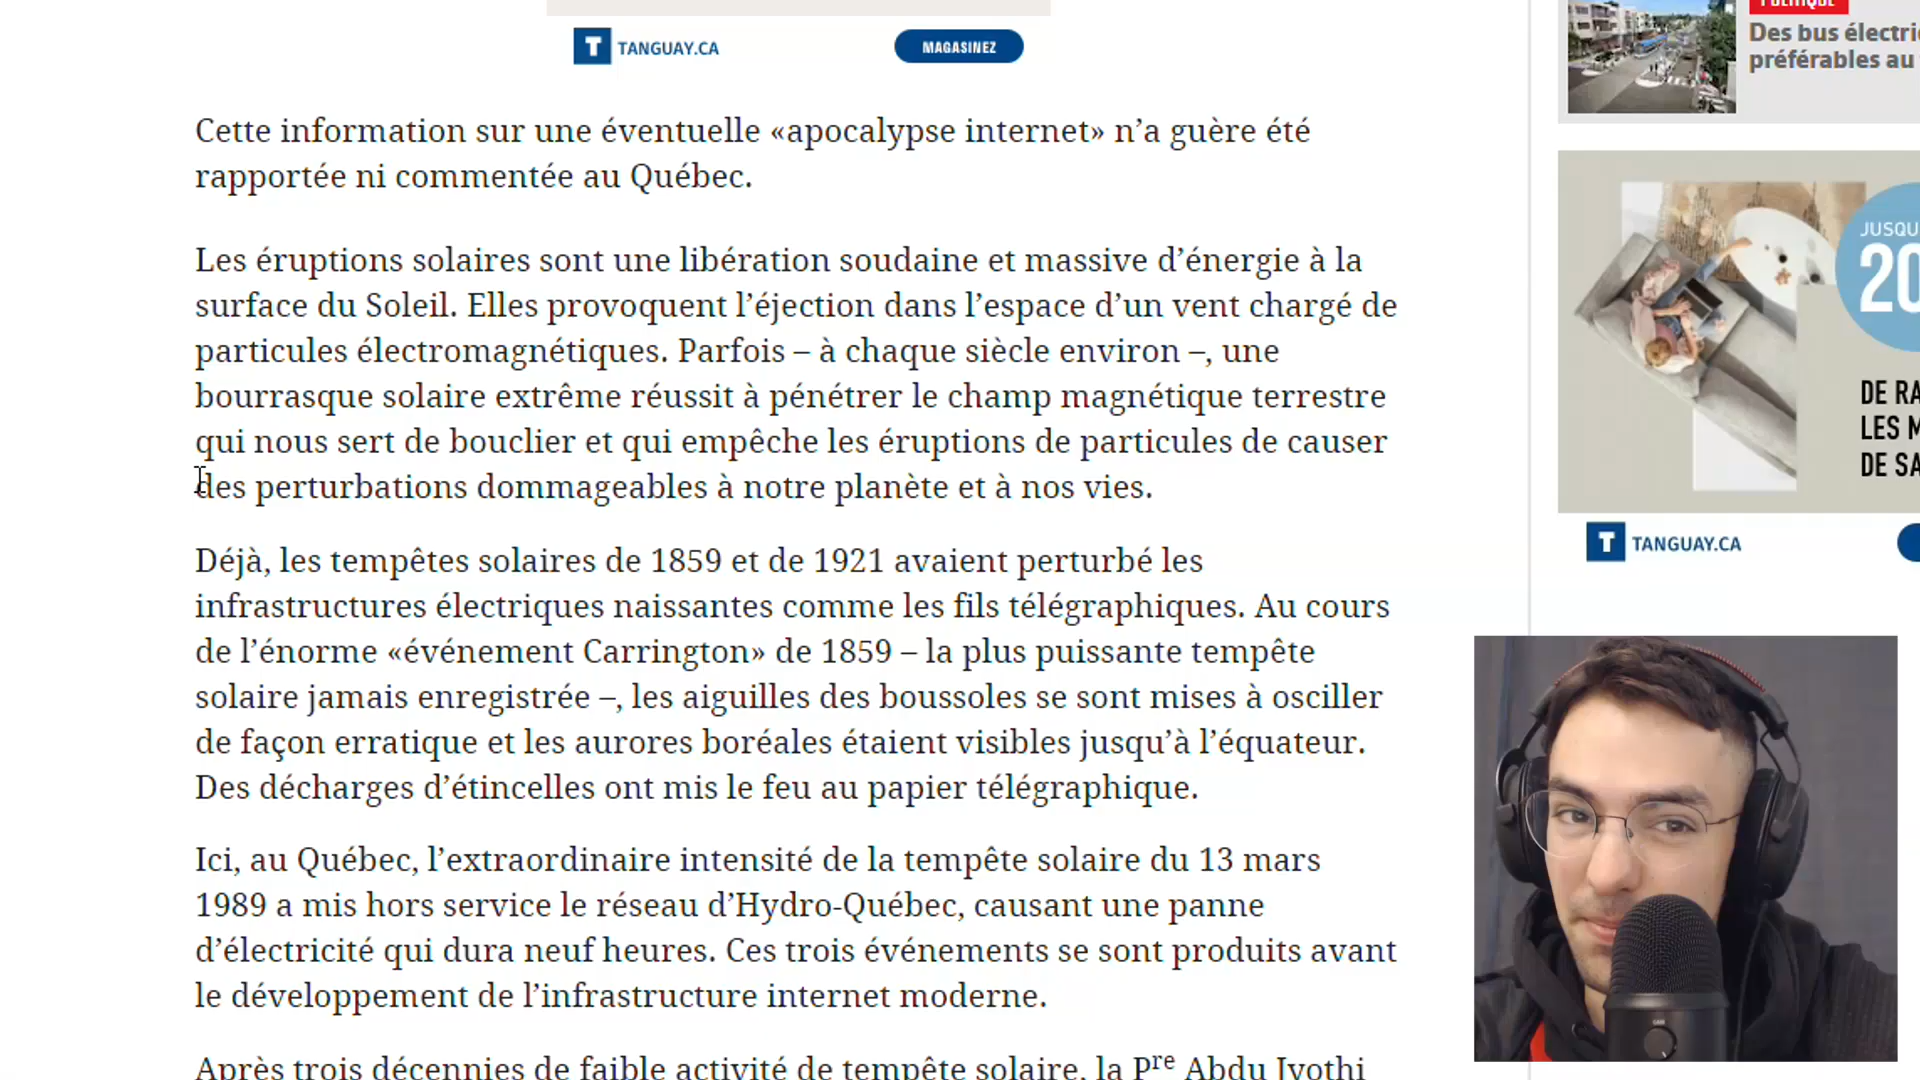 T TANGUAY.CA MAGASINEZ
Cette information sur une éventuelle «apocalypse internet» n’a guère été
rapportée ni commentée au Québec.
Les éruptions solaires sont une libération soudaine et massive d’énergie à la
surface du Soleil. Elles provoquent l’éjection dans l’espace d’un vent chargé de
particules électromagnétiques. Parfois – à chaque siècle environ –, une
bourrasque solaire extrême réussit à pénétrer le champ magnétique terrestre
qui nous sert de bouclier et qui empêche les éruptions de particules de causer
des perturbations dommageables à notre planète et à nos vies.
Déjà, les tempêtes solaires de 1859 et de 1921 avaient perturbé les
infrastructures électriques naissantes comme les fils télégraphiques. Au cours
de l’énorme «événement Carrington» de 1859 – la plus puissante tempête
solaire jamais enregistrée –, les aiguilles des boussoles se sont mises à osciller
de façon erratique et les aurores boréales étaient visibles jusqu’à l’équateur.
Des décharges d’étincelles ont mis le feu au papier télégraphique.
Ici, au Québec, l’extraordinaire intensité de la tempête solaire du 13 mars
1989 a mis hors service le réseau d’Hydro-Québec, causant une panne
d’électricité qui dura neuf heures. Ces trois événements se sont produits avant
le développement de l’infrastructure internet moderne.
Après trois décennies de faible activité de tempête solaire, la Pre Abdu Jyothi
POLITIQUE
Des bus électri
préférables au
JUSQU
20
DE RA
LES M
DE SA
T TANGUAY.CA